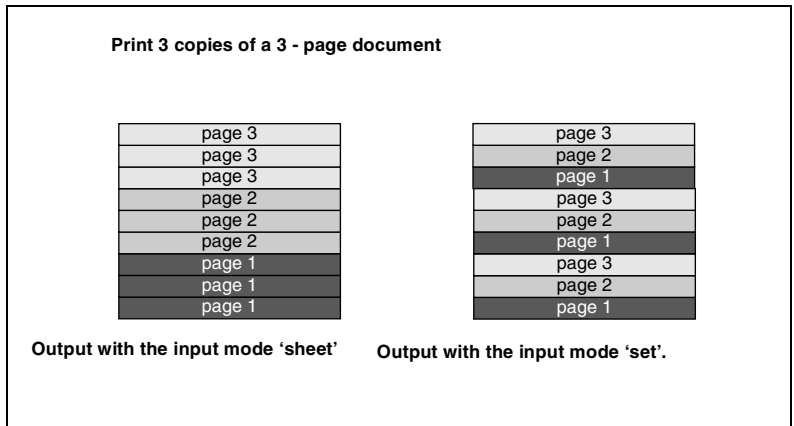 Print 3 copies of a 3 - page document
page 3
page 3
page 3
page 2
page 2
page 2
page 1
page 1
page 1
Output with the input mode ‘sheet’
page 3
page 2
page 1
page 3
page 2
page 1
page 3
page 2
page 1
Output with the input mode ‘set’.